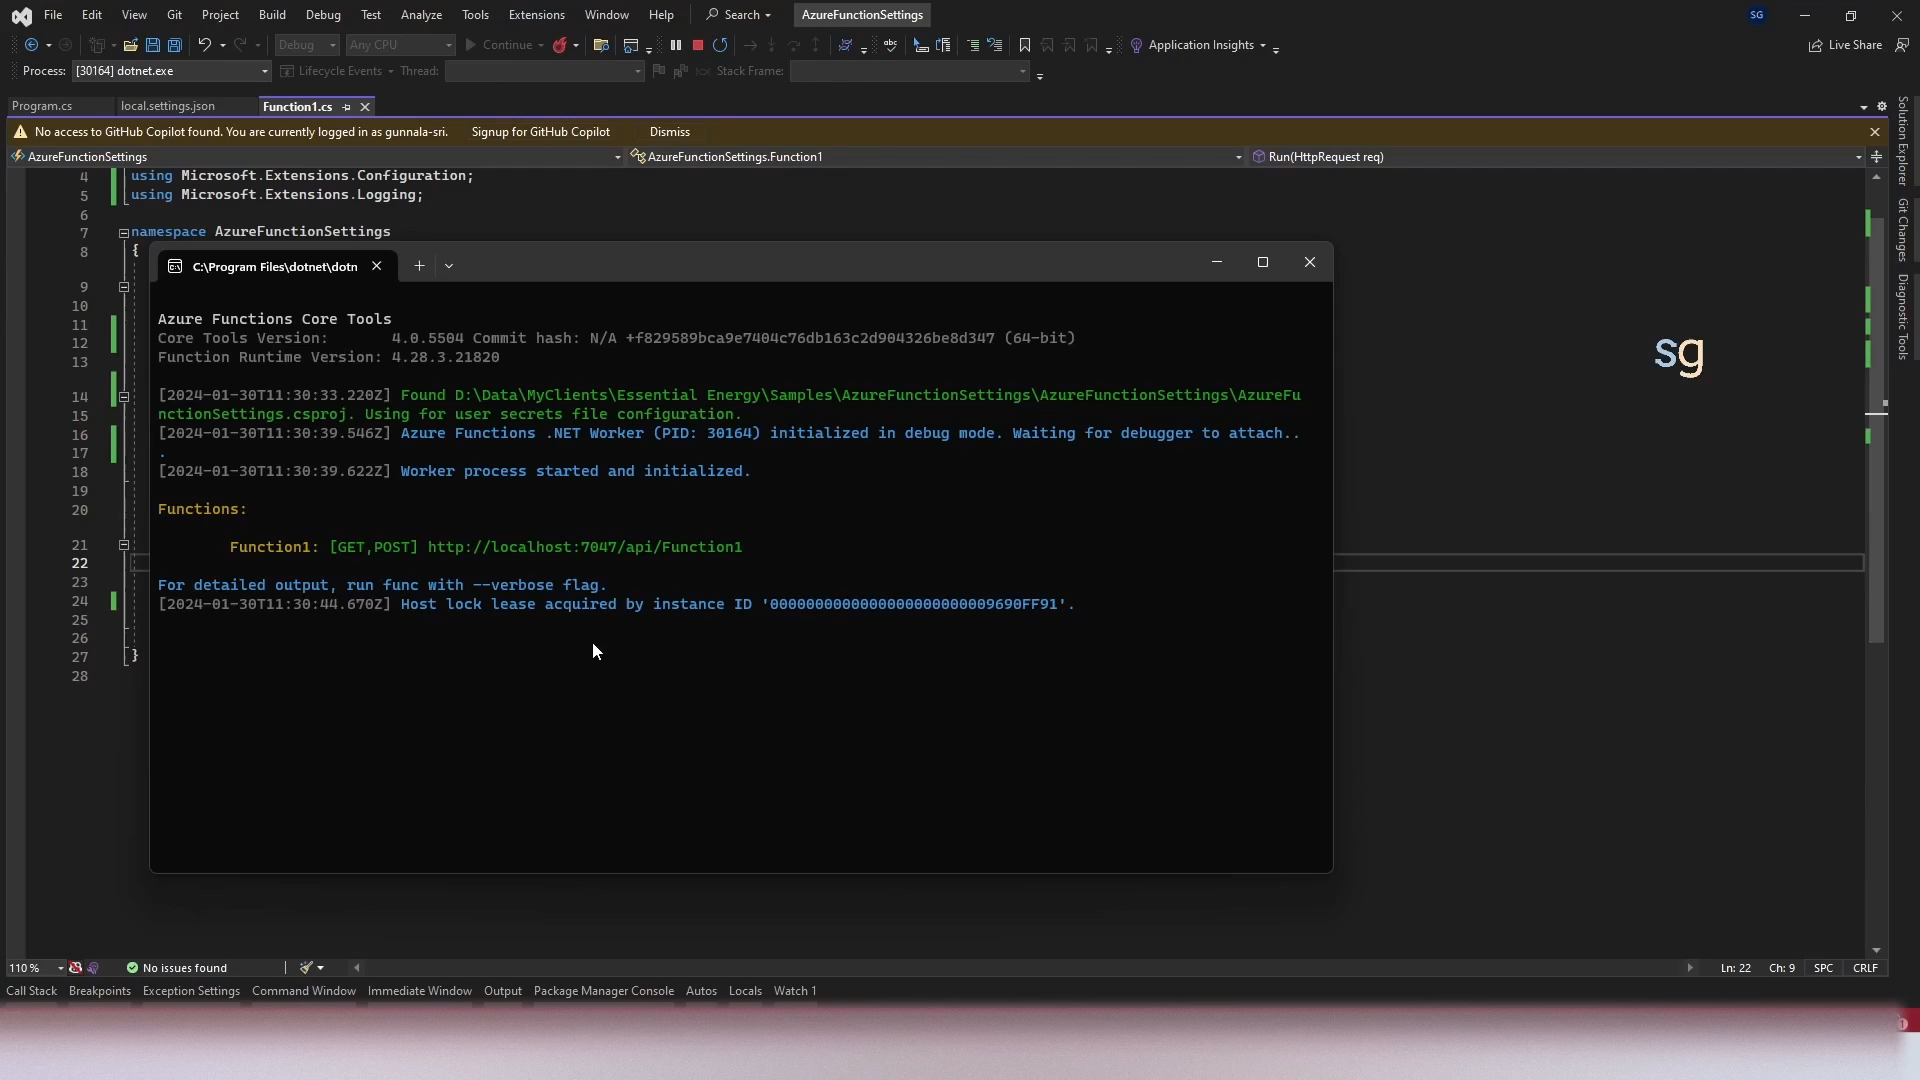 File Edit View Git Project Build Debug Test Analyze Tools Extensions Window Help Search AzureFunctionSettings SG
Debug Any CPU Continue Application Insights Live Share
Process: [30164] dotnet.exe Lifecycle Events Thread: Stack Frame:
Program.cs local.settings.json Function1.cs
No access to GitHub Copilot found. You are currently logged in as gunnala-sri. Signup for GitHub Copilot Dismiss
AzureFunctionSettings AzureFunctionSettings.Function1 Run(HttpRequest req)
4 using Microsoft.Extensions.Configuration;
5 using Microsoft.Extensions.Logging;
6
7 namespace AzureFunctionSettings
8 {
9
10
11
12
13
14
15
16
17
18
19
20
21
22
23
24
25
26
27 }
28
C:\Program Files\dotnet\dotn
Azure Functions Core Tools
Core Tools Version: 4.0.5504 Commit hash: N/A +f829589bca9e7404c76db163c2d904326be8d347 (64-bit)
Function Runtime Version: 4.28.3.21820
[2024-01-30T11:30:33.220Z] Found D:\Data\MyClients\Essential Energy\Samples\AzureFunctionSettings\AzureFunctionSettings\AzureFu
nctionSettings.csproj. Using for user secrets file configuration.
[2024-01-30T11:30:39.546Z] Azure Functions .NET Worker (PID: 30164) initialized in debug mode. Waiting for debugger to attach..
.
[2024-01-30T11:30:39.622Z] Worker process started and initialized.
Functions:
Function1: [GET,POST] http://localhost:7047/api/Function1
For detailed output, run func with --verbose flag.
[2024-01-30T11:30:44.670Z] Host lock lease acquired by instance ID '0000000000000000000000009690FF91'.
sg
Solution Explorer
Git Changes
Diagnostic Tools
110 % No issues found Ln: 22 Ch: 9 SPC CRLF
Call Stack Breakpoints Exception Settings Command Window Immediate Window Output Package Manager Console Autos Locals Watch 1